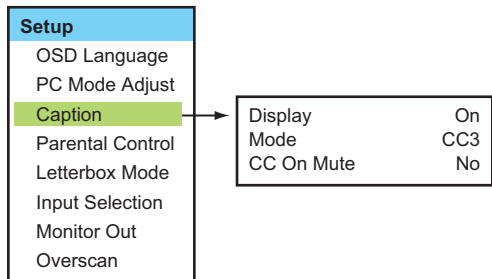 Setup
OSD Language
PC Mode Adjust
Caption
Parental Control
Letterbox Mode
Input Selection
Monitor Out
Overscan
Display On
Mode CC3
CC On Mute No